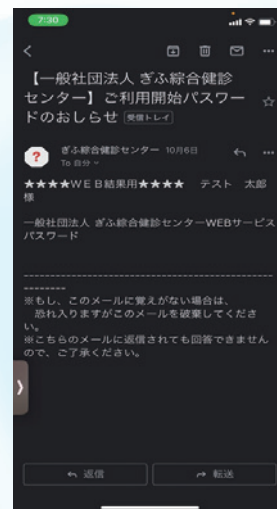 7:30
【一般社団法人 ぎふ綜合健診
センター】ご利用開始パスワー
ドのおしらせ 受信トレイ
?
ぎふ綜合健診センター 10月6日
To 自分
★★★★WEB結果用★★★★ テスト 太郎
様
一般社団法人 ぎふ綜合健診センターWEBサービス
パスワード
--------------------------------------------------
--------
※もし、このメールに覚えがない場合は、
恐れ入りますがこのメールを破棄してくださ
い。
※こちらのメールに返信されても回答できません
ので、ご了承ください。
返信
転送